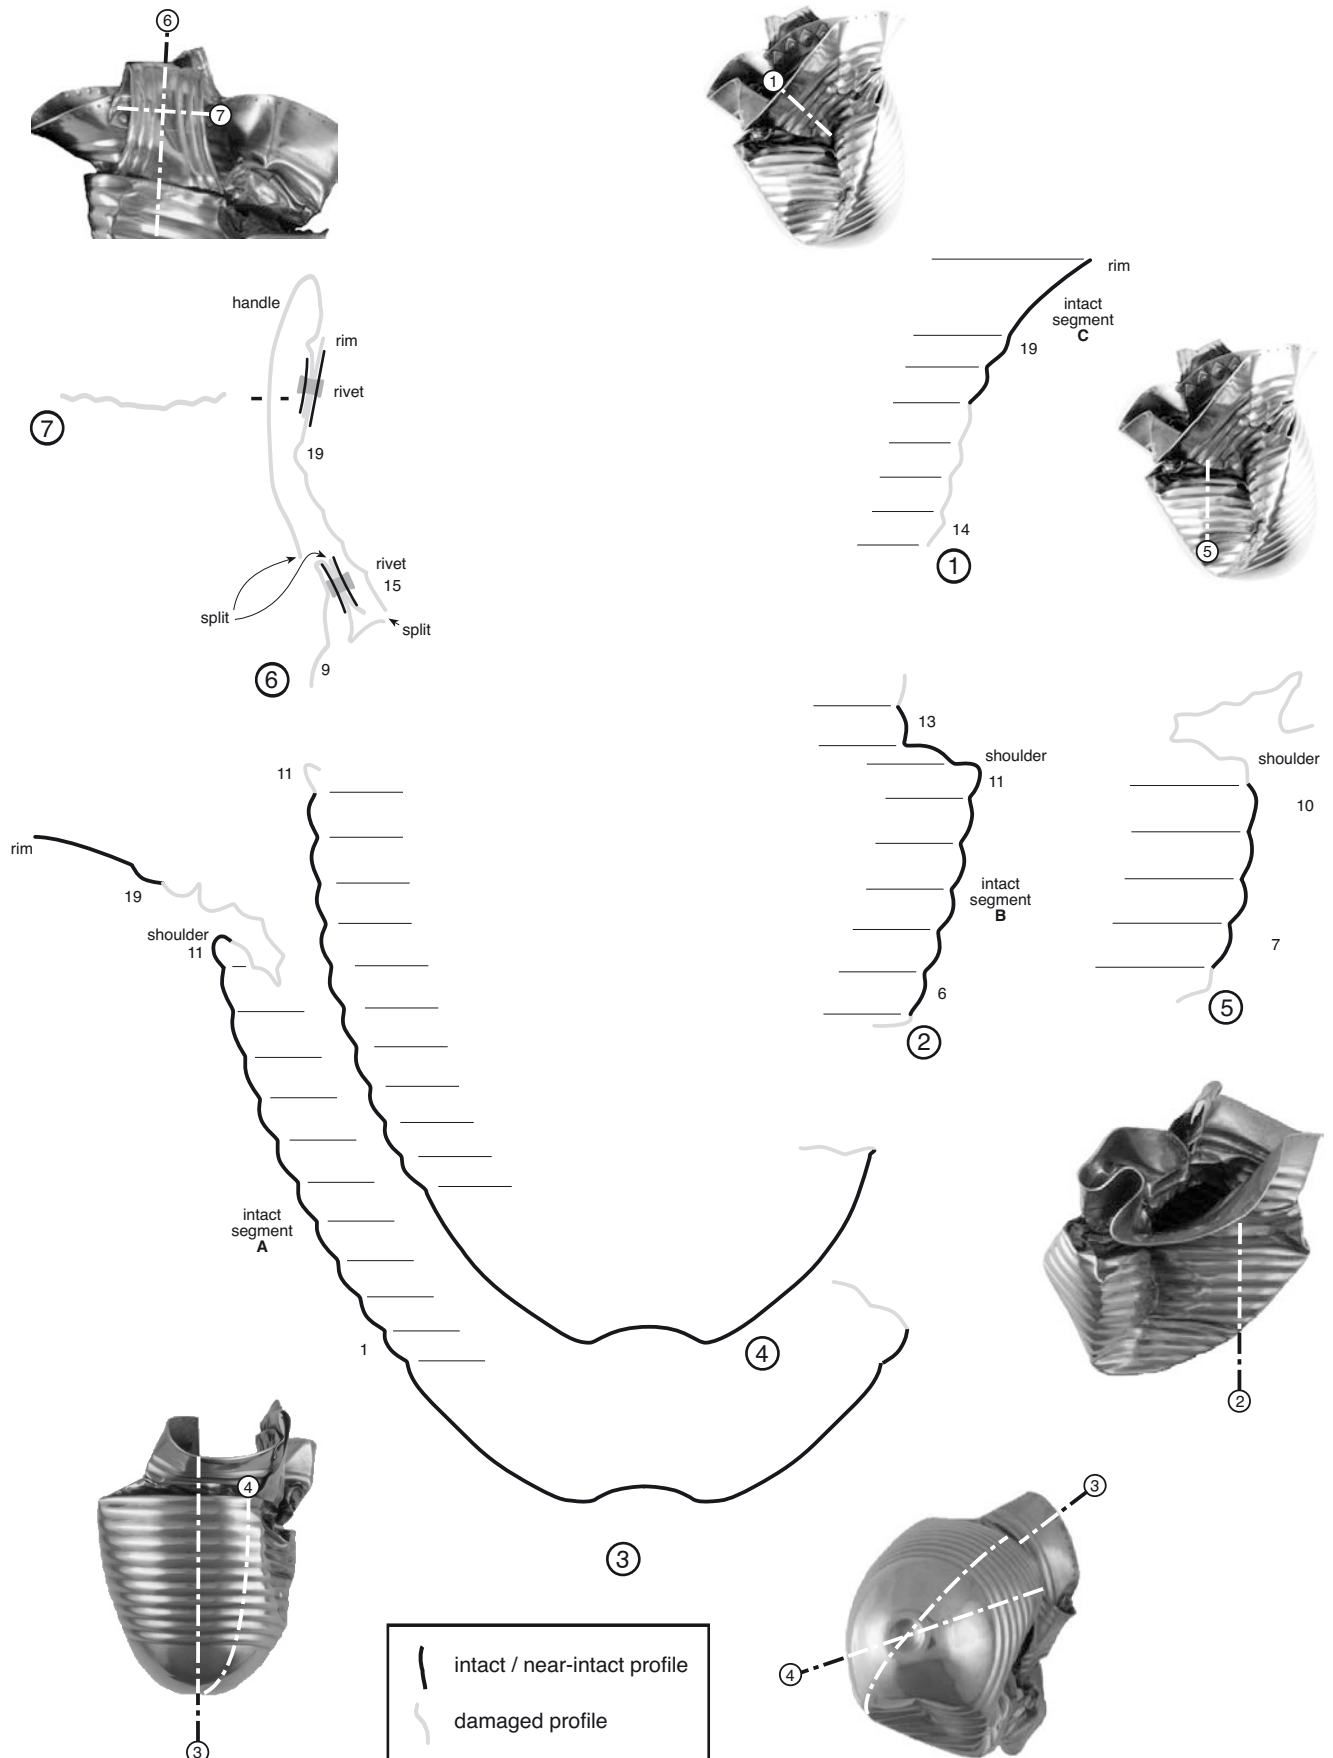 6
7
1
rim
intact
segment
C
19
14
1
handle
rim
rivet
7
19
rivet
15
split
split
9
6
5
13
shoulder
11
intact
segment
B
6
2
shoulder
10
7
5
11
rim
19
shoulder
11
intact
segment
A
1
4
3
2
4
3
3
4
intact / near-intact profile
damaged profile